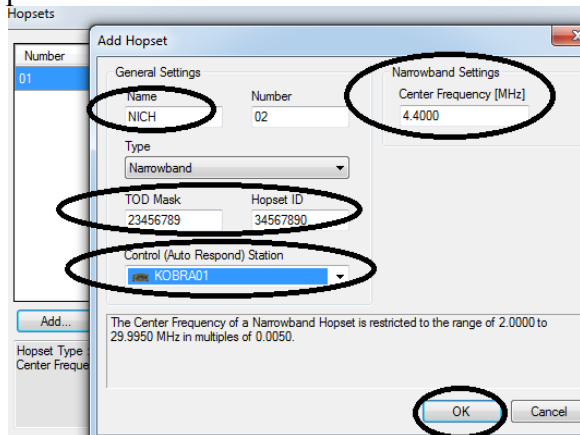 Hopsets
Number
01
Add...
Hopset Type :
Center Freque
Add Hopset
General Settings
Name Number
NICH 02
Type
Narrowband
TOD Mask Hopset ID
23456789 34567890
Control (Auto Respond) Station
KOBRA01
Narrowband Settings
Center Frequency [MHz]
4.4000
The Center Frequency of a Narrowband Hopset is restricted to the range of 2.0000 to
29.9950 MHz in multiples of 0.0050.
OK Cancel